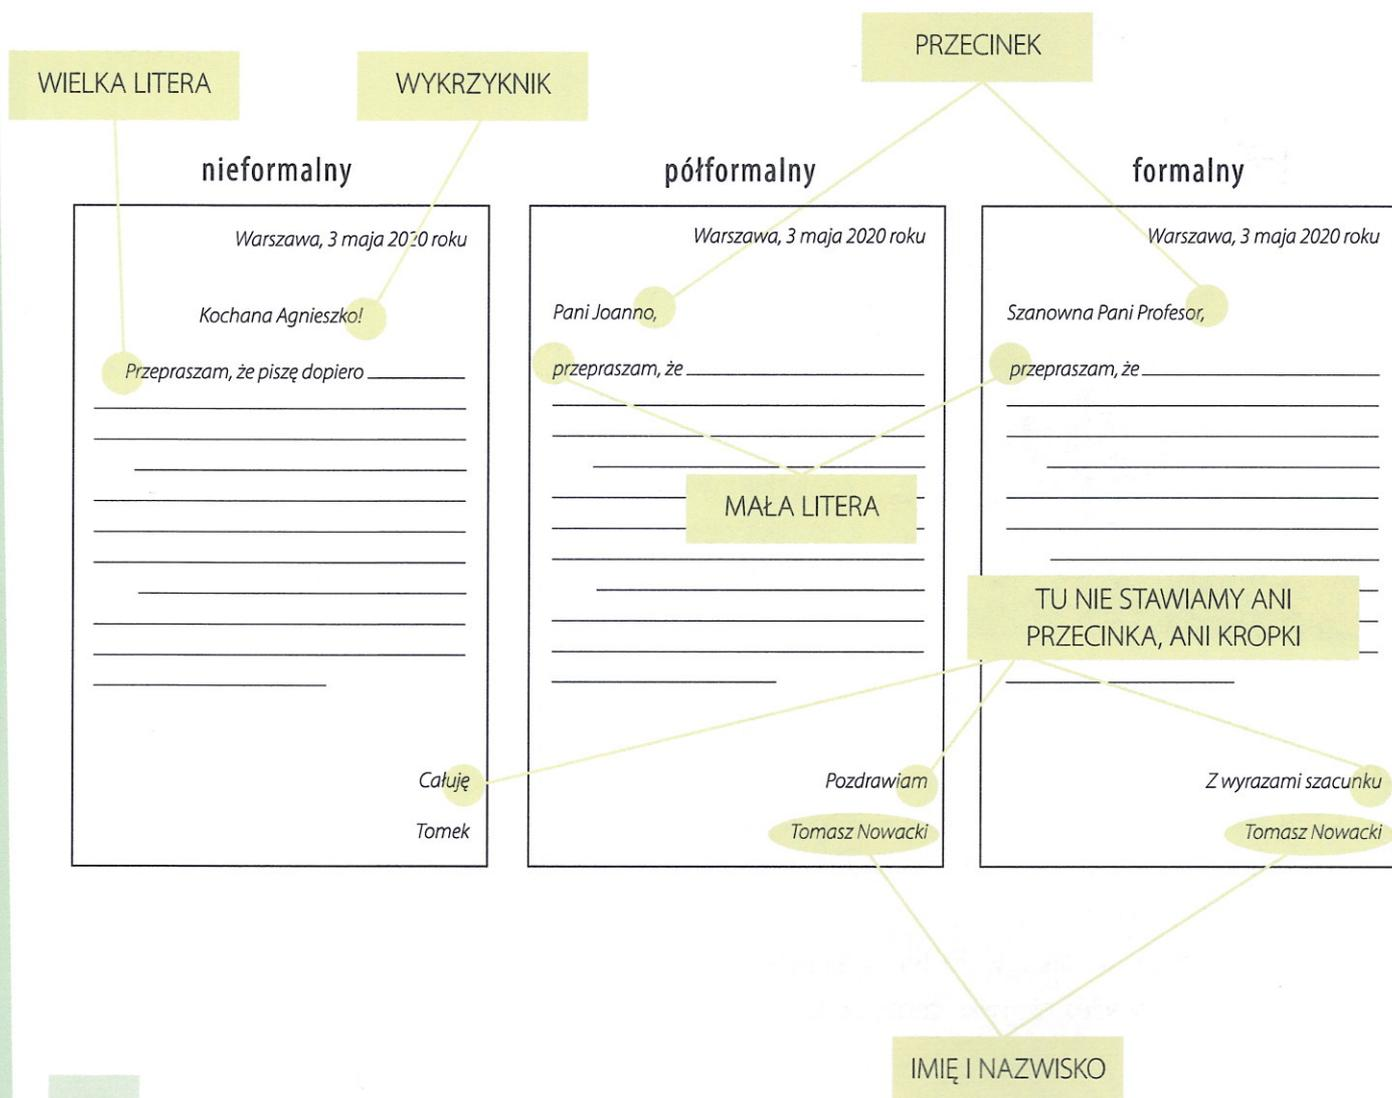 PRZECINEK
WIELKA LITERA
WYKRZYKNIK
nieformalny
półformalny
formalny
Warszawa, 3 maja 2020 roku
Kochana Agnieszko!
Przepraszam, że piszę dopiero
Całuję
Tomek
Warszawa, 3 maja 2020 roku
Pani Joanno,
przepraszam, że
MAŁA LITERA
Pozdrawiam
Tomasz Nowacki
Warszawa, 3 maja 2020 roku
Szanowna Pani Profesor,
przepraszam, że
TU NIE STAWIAMY ANI
PRZECINKA, ANI KROPKI
Z wyrazami szacunku
Tomasz Nowacki
IMIĘ I NAZWISKO